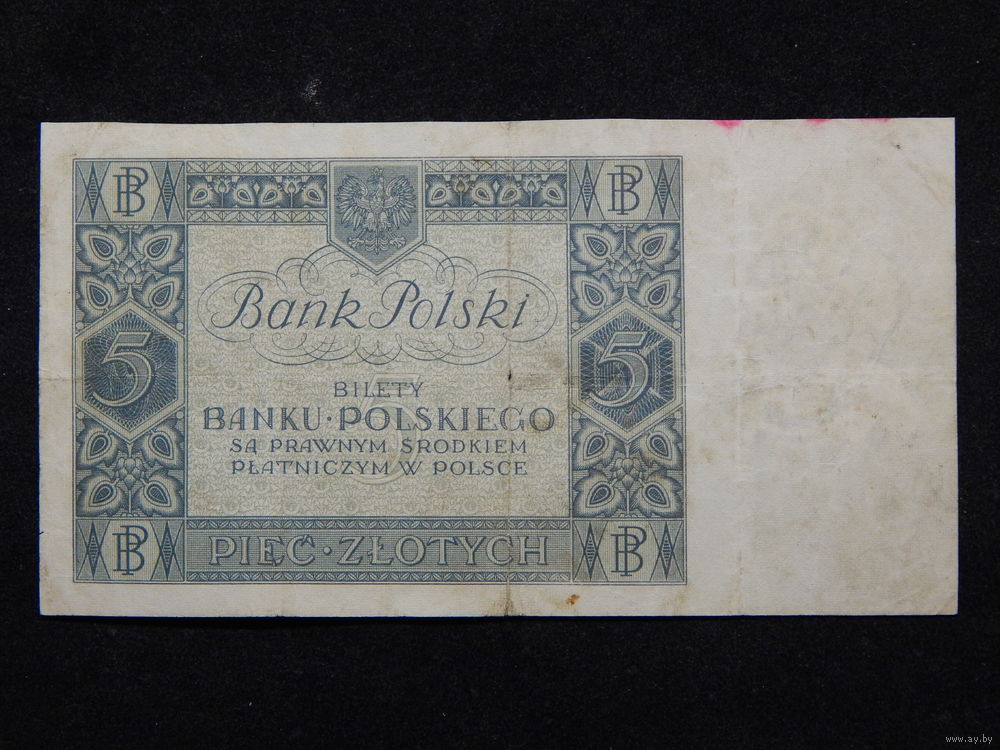 BP BP
Bank Polski
5 5
BILETY
BANKU·POLSKIEGO
SĄ PRAWNYM ŚRODKIEM
PŁATNICZYM W POLSCE
BP PIĘĆ·ZŁOTYCH BP
www.ay.by